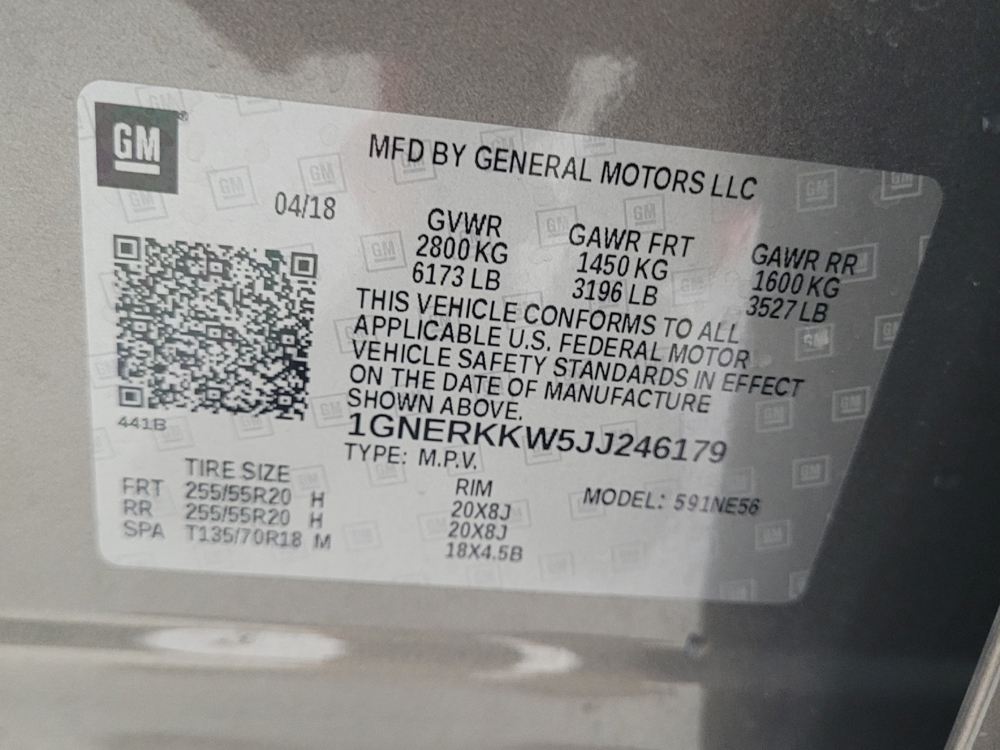 GM
MFD BY GENERAL MOTORS LLC
04/18
GVWR GAWR FRT GAWR RR
2800 KG 1450 KG 1600 KG
6173 LB 3196 LB 3527 LB
THIS VEHICLE CONFORMS TO ALL
APPLICABLE U.S. FEDERAL MOTOR
VEHICLE SAFETY STANDARDS IN EFFECT
ON THE DATE OF MANUFACTURE
SHOWN ABOVE.
441B
1GNERKKW5JJ246179
TYPE: M.P.V.
TIRE SIZE RIM MODEL: 591NE56
FRT 255/55R20 H 20X8J
RR 255/55R20 H 20X8J
SPA T135/70R18 M 18X4.5B